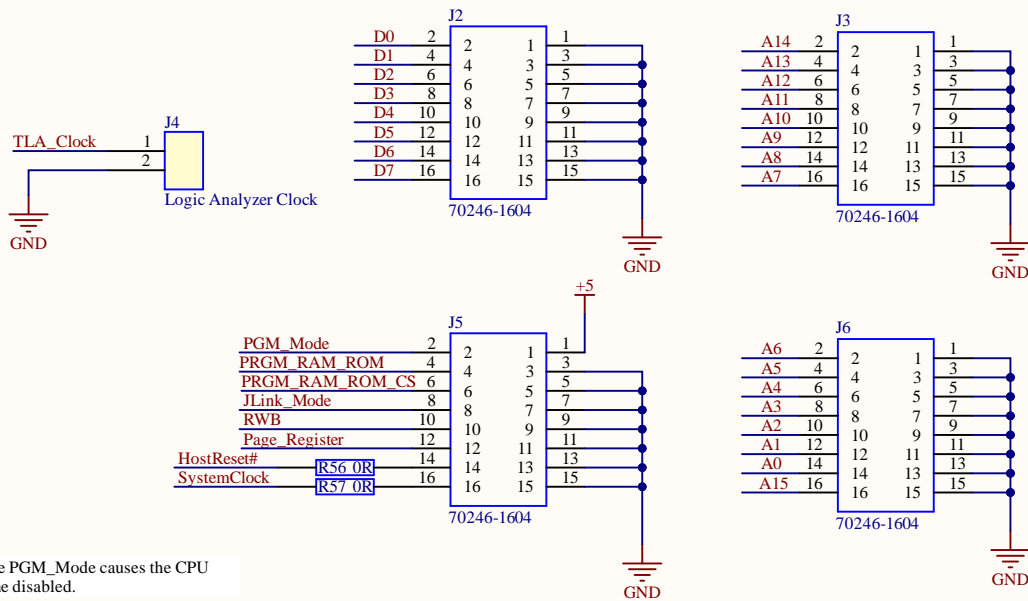 J2
D0 2 2 1 1
D1 4 4 3 3
D2 6 6 5 5
D3 8 8 7 7
D4 10 10 9 9
D5 12 12 11 11
D6 14 14 13 13
D7 16 16 15 15
70246-1604
GND
J3
A14 2 2 1 1
A13 4 4 3 3
A12 6 6 5 5
A11 8 8 7 7
A10 10 10 9 9
A9 12 12 11 11
A8 14 14 13 13
A7 16 16 15 15
70246-1604
GND
J4
TLA_Clock 1
2
Logic Analyzer Clock
GND
+5
J5
PGM_Mode 2 2 1 1
PRGM_RAM_ROM 4 4 3 3
PRGM_RAM_ROM_CS 6 6 5 5
JLink_Mode 8 8 7 7
RWB 10 10 9 9
Page_Register 12 12 11 11
HostReset# R56 0R 14 14 13 13
SystemClock R57 0R 16 16 15 15
70246-1604
GND
J6
A6 2 2 1 1
A5 4 4 3 3
A4 6 6 5 5
A3 8 8 7 7
A2 10 10 9 9
A1 12 12 11 11
A0 14 14 13 13
A15 16 16 15 15
70246-1604
GND
e PGM_Mode causes the CPU
e disabled.